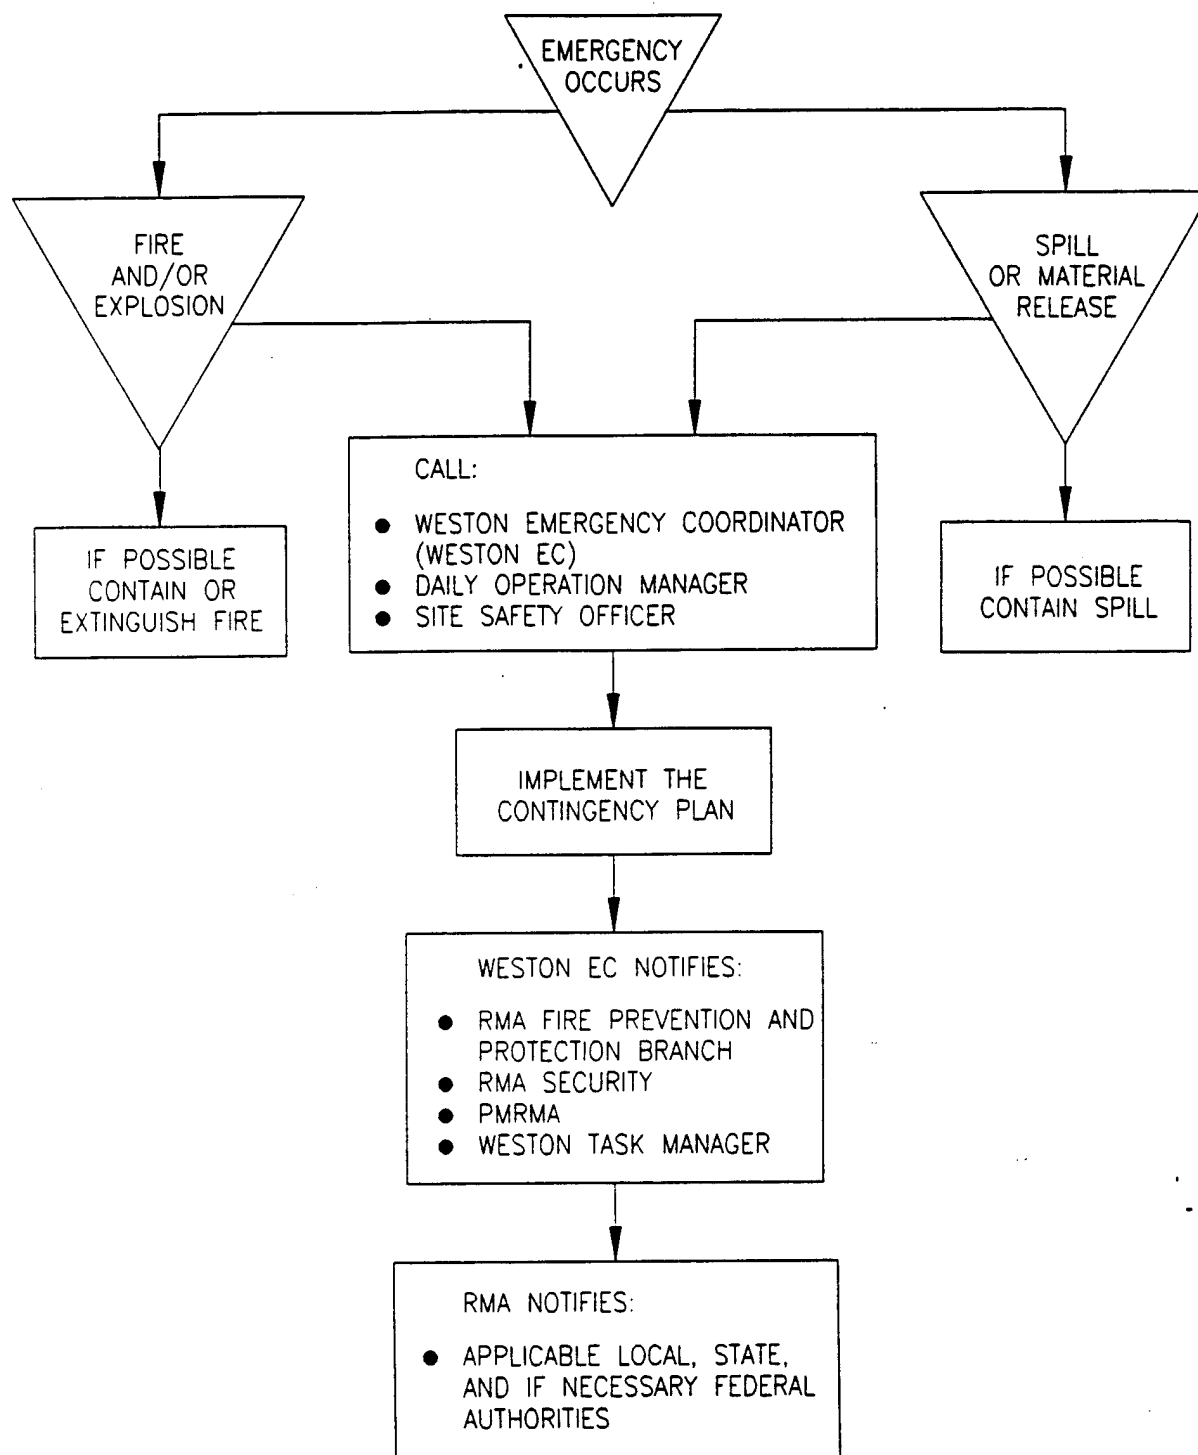 EMERGENCY
OCCURS
FIRE
AND/OR
EXPLOSION
SPILL
OR MATERIAL
RELEASE
CALL:
● WESTON EMERGENCY COORDINATOR
(WESTON EC)
● DAILY OPERATION MANAGER
● SITE SAFETY OFFICER
IF POSSIBLE
CONTAIN OR
EXTINGUISH FIRE
IF POSSIBLE
CONTAIN SPILL
IMPLEMENT THE
CONTINGENCY PLAN
WESTON EC NOTIFIES:
● RMA FIRE PREVENTION AND
PROTECTION BRANCH
● RMA SECURITY
● PMRMA
● WESTON TASK MANAGER
RMA NOTIFIES:
● APPLICABLE LOCAL, STATE,
AND IF NECESSARY FEDERAL
AUTHORITIES